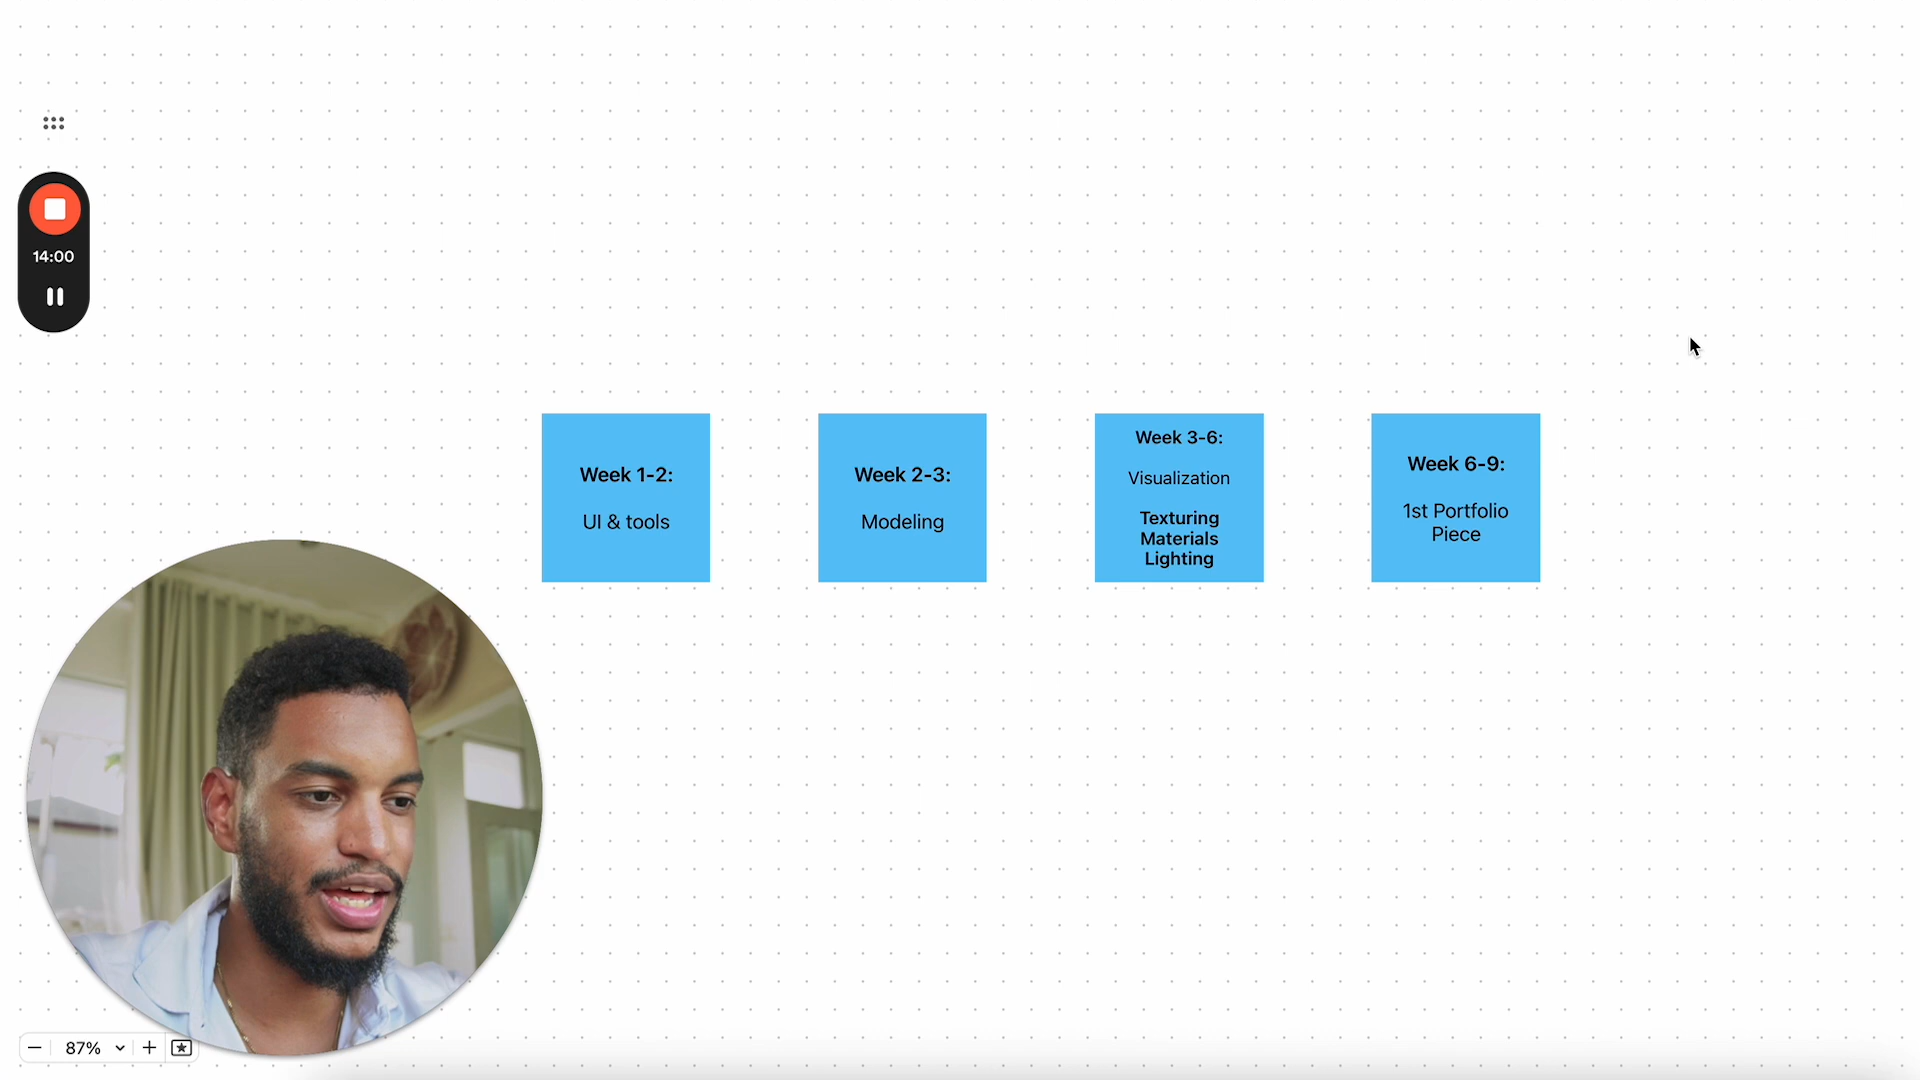 14:00
Week 1-2:
UI & tools
Week 2-3:
Modeling
Week 3-6:
Visualization
Texturing
Materials
Lighting
Week 6-9:
1st Portfolio
Piece
87%